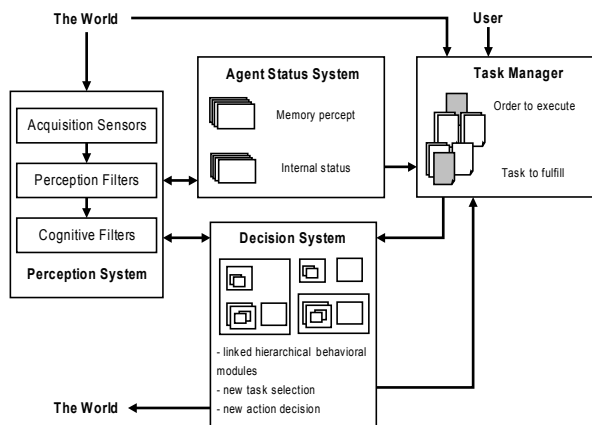 The World
User
Agent Status System
Task Manager
Memory percept
Order to execute
Acquisition Sensors
Internal status
Perception Filters
Task to fulfill
Cognitive Filters
Decision System
Perception System
- linked hierarchical behavioral
modules
- new task selection
The World
- new action decision